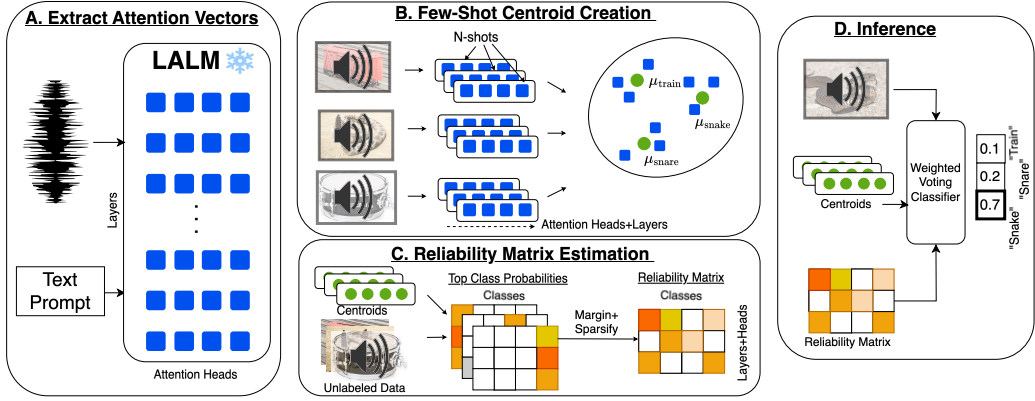 A. Extract Attention Vectors
LALM
Layers
Text
Prompt
Attention Heads
B. Few-Shot Centroid Creation
N-shots
μtrain
μsnake
μsnare
Attention Heads+Layers
C. Reliability Matrix Estimation
Centroids
Unlabeled Data
Top Class Probabilities
Classes
Margin+
Sparsify
Reliability Matrix
Classes
Layers+Heads
D. Inference
Centroids
Weighted
Voting
Classifier
0.1
"Train"
0.2
"Snare"
0.7
"Snake"
Reliability Matrix